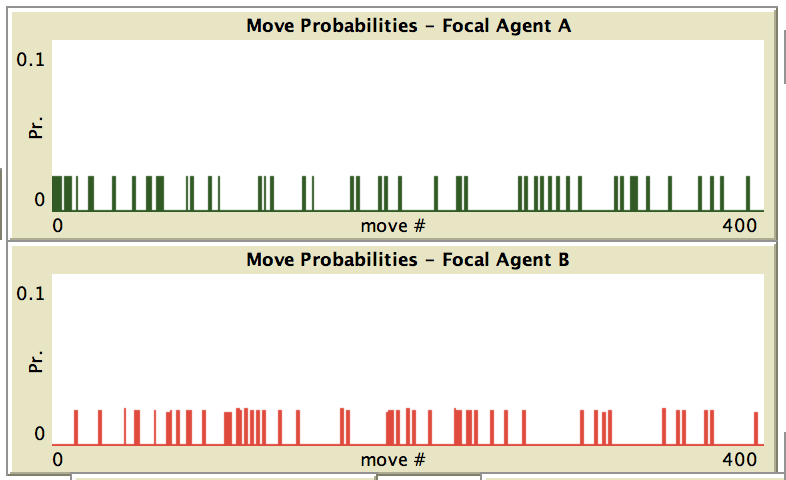 Move Probabilities – Focal Agent A
0.1
Pr.
0
0 move # 400
Move Probabilities – Focal Agent B
0.1
Pr.
0
0 move # 400